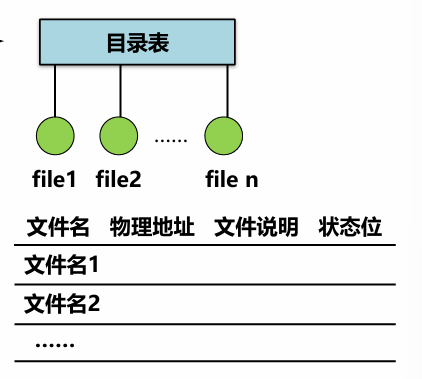 目录表
......
file1 file2 file n
文件名 物理地址 文件说明 状态位
文件名1
文件名2
......